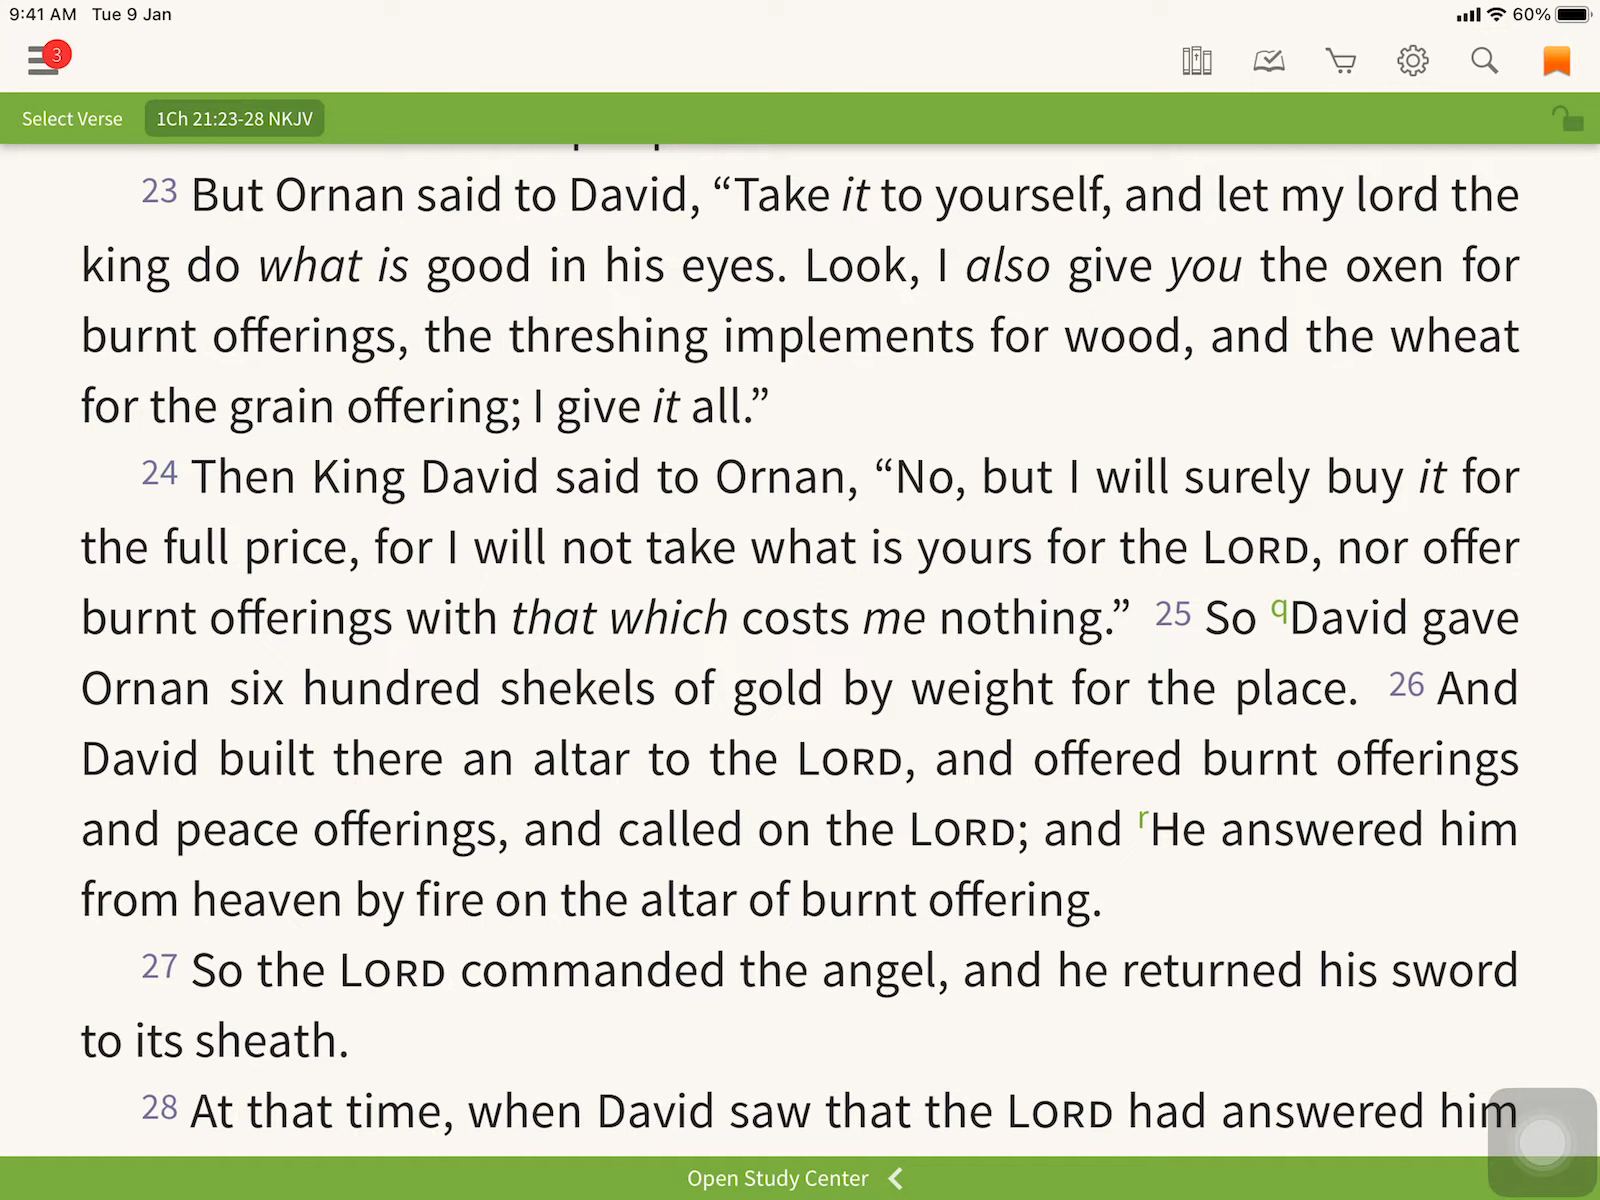 9:41 AM Tue 9 Jan 60%
3
Select Verse 1Ch 21:23-28 NKJV
23 But Ornan said to David, “Take it to yourself, and let my lord the
king do what is good in his eyes. Look, I also give you the oxen for
burnt offerings, the threshing implements for wood, and the wheat
for the grain offering; I give it all.”
24 Then King David said to Ornan, “No, but I will surely buy it for
the full price, for I will not take what is yours for the LORD, nor offer
burnt offerings with that which costs me nothing.” 25 So qDavid gave
Ornan six hundred shekels of gold by weight for the place. 26 And
David built there an altar to the LORD, and offered burnt offerings
and peace offerings, and called on the LORD; and rHe answered him
from heaven by fire on the altar of burnt offering.
27 So the LORD commanded the angel, and he returned his sword
to its sheath.
28 At that time, when David saw that the LORD had answered him
Open Study Center